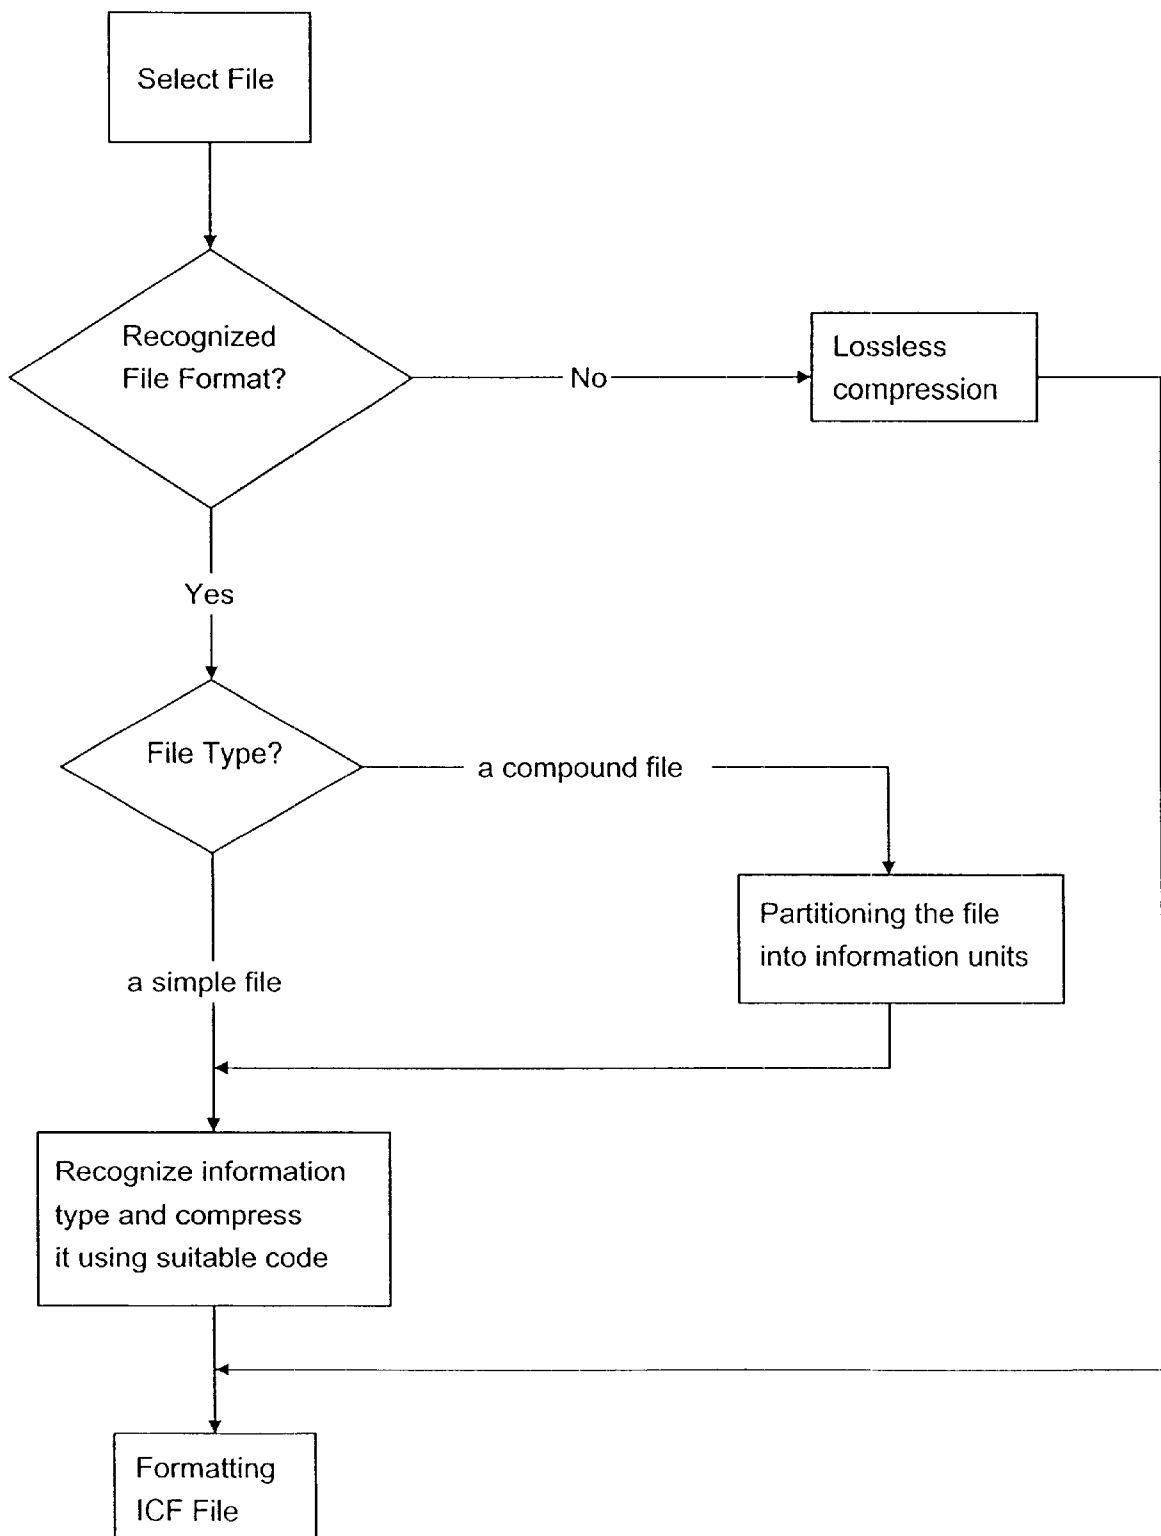 Select File
Recognized
File Format?
No
Lossless
compression
Yes
File Type?
a compound file
Partitioning the file
into information units
a simple file
Recognize information
type and compress
it using suitable code
Formatting
ICF File